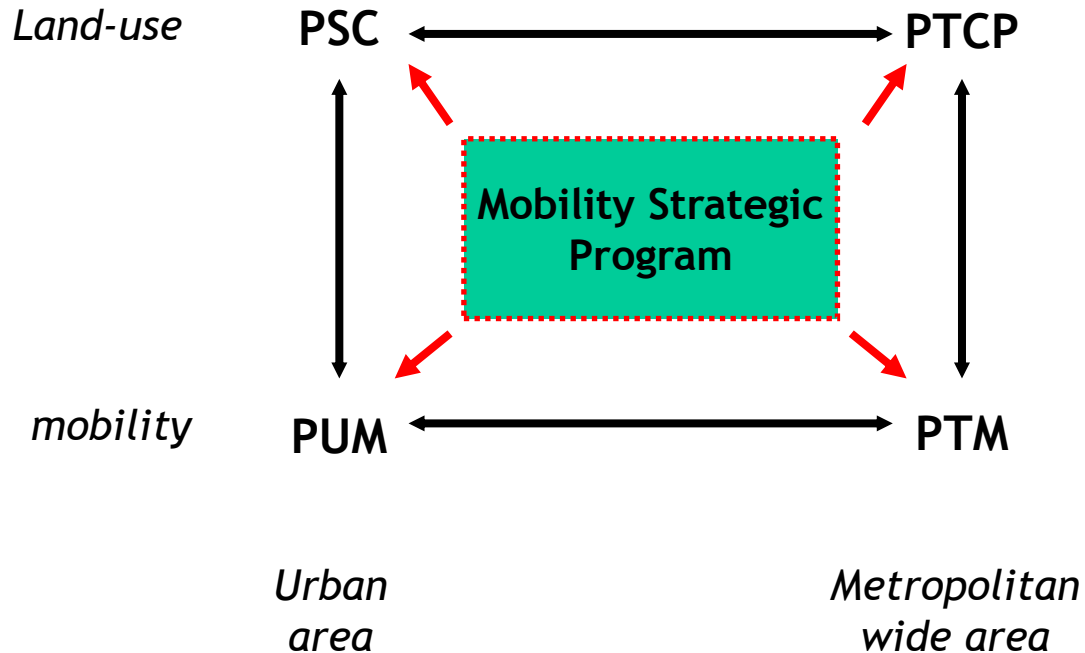 Land-use PSC PTCP
Mobility Strategic
Program
mobility PUM PTM
Urban
area
Metropolitan
wide area